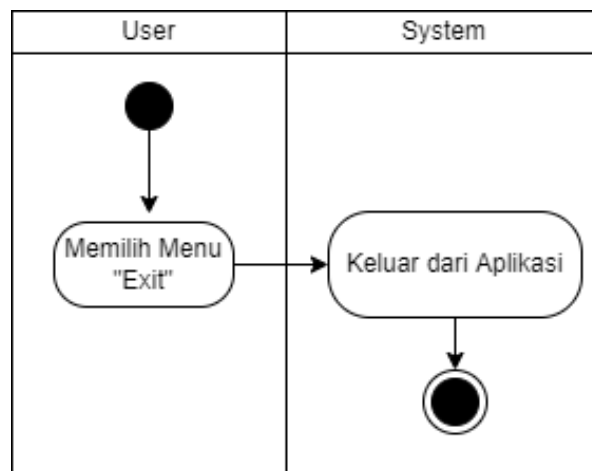 User
System
Memilih Menu
"Exit"
Keluar dari Aplikasi